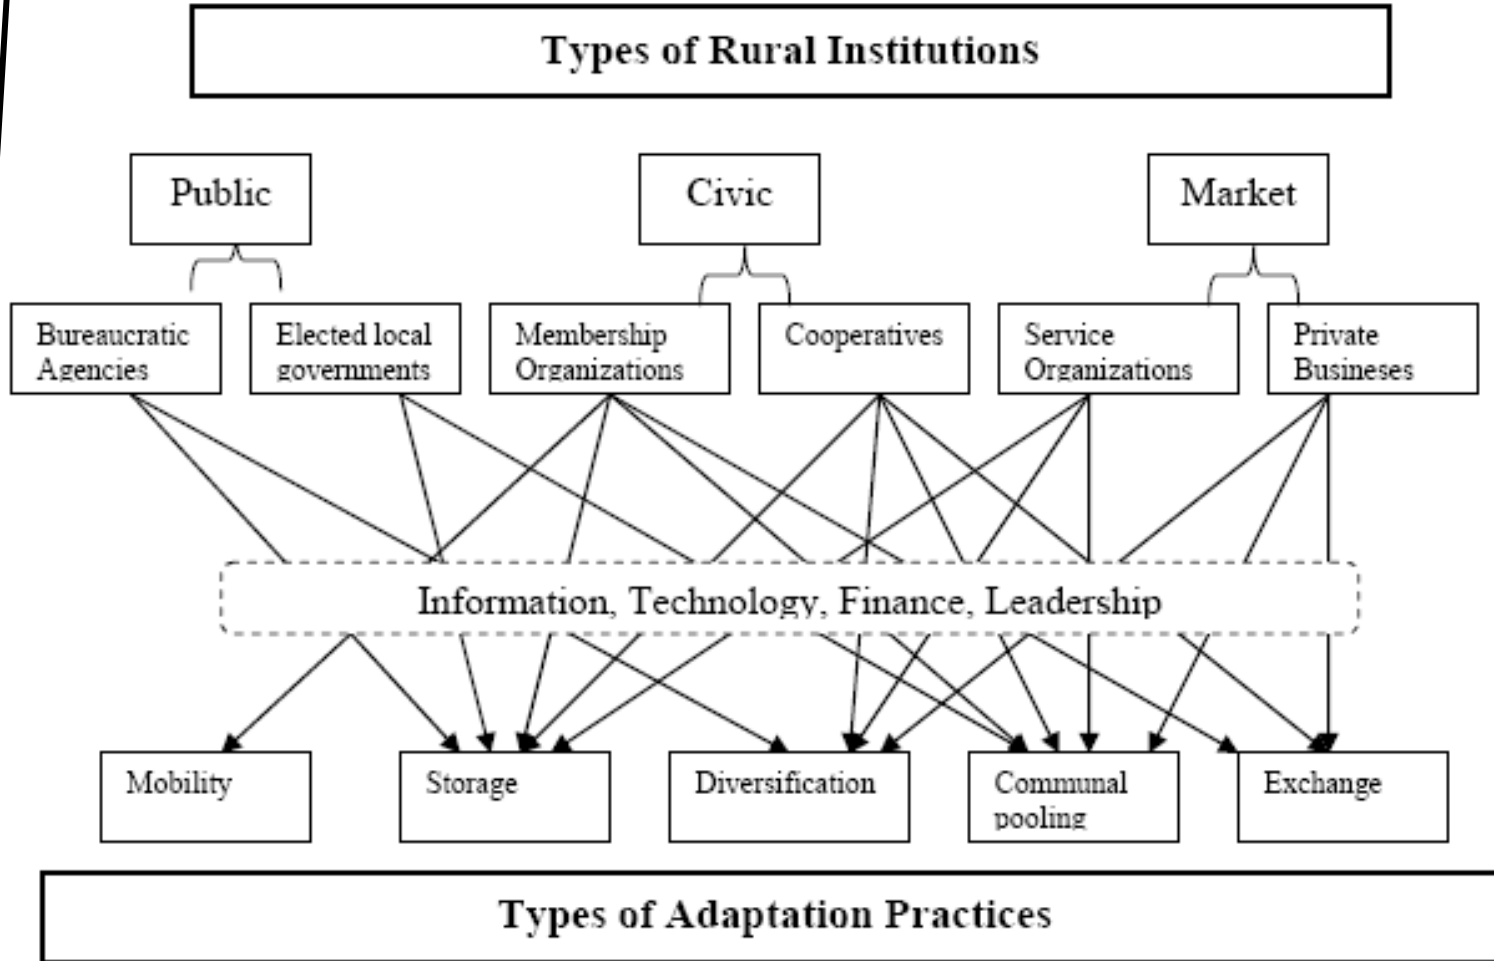 Types of Rural Institutions
Public
Civic
Market
Bureaucratic
Agencies
Elected local
governments
Membership
Organizations
Cooperatives
Service
Organizations
Private
Busineses
Information, Technology, Finance, Leadership
Mobility
Storage
Diversification
Communal
pooling
Exchange
Types of Adaptation Practices